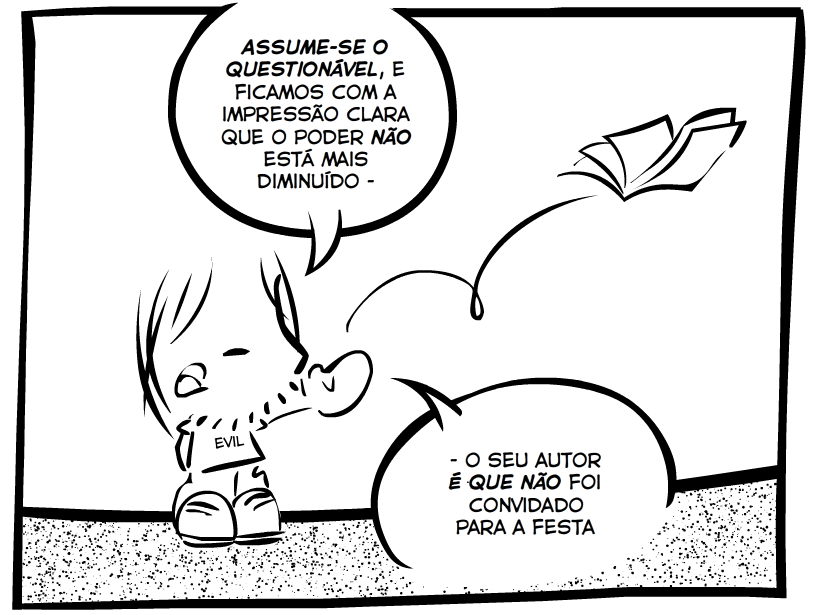 ASSUME-SE O
QUESTIONÁVEL, E
FICAMOS COM A
IMPRESSÃO CLARA
QUE O PODER NÃO
ESTÁ MAIS
DIMINUÍDO -
EVIL
- O SEU AUTOR
É QUE NÃO FOI
CONVIDADO
PARA A FESTA